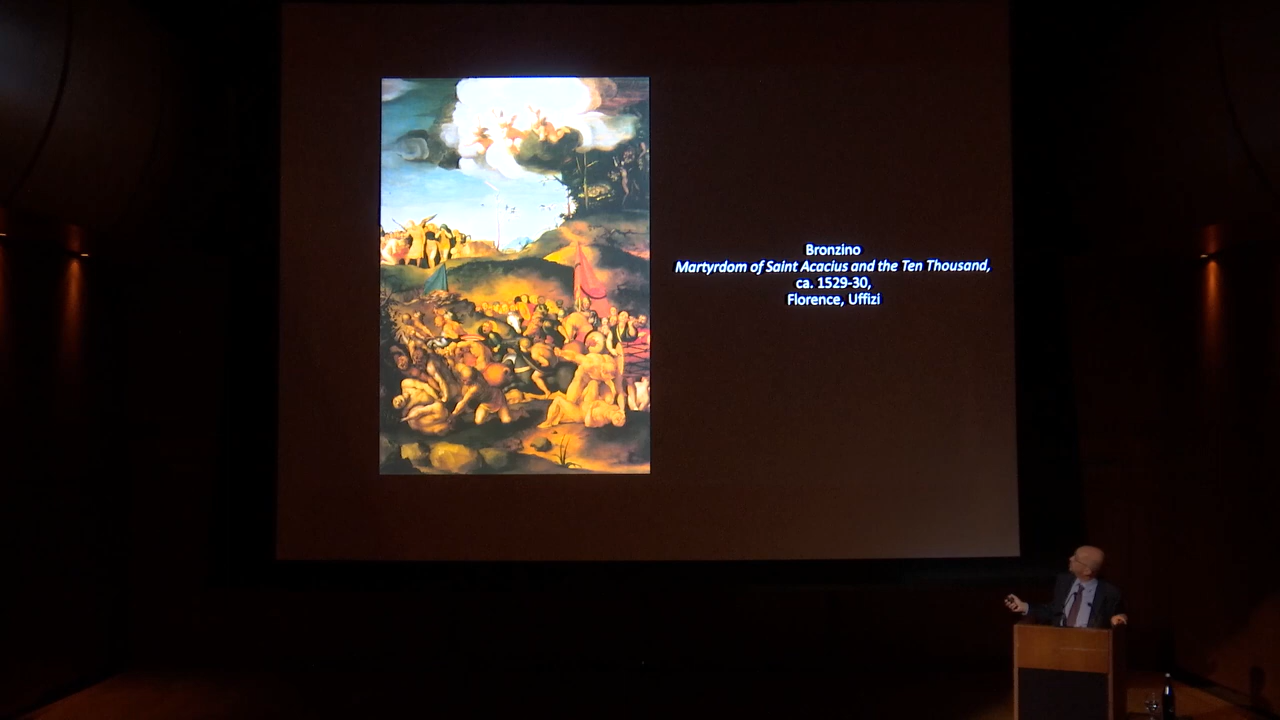 Bronzino
Martyrdom of Saint Acacius and the Ten Thousand,
ca. 1529-30,
Florence, Uffizi